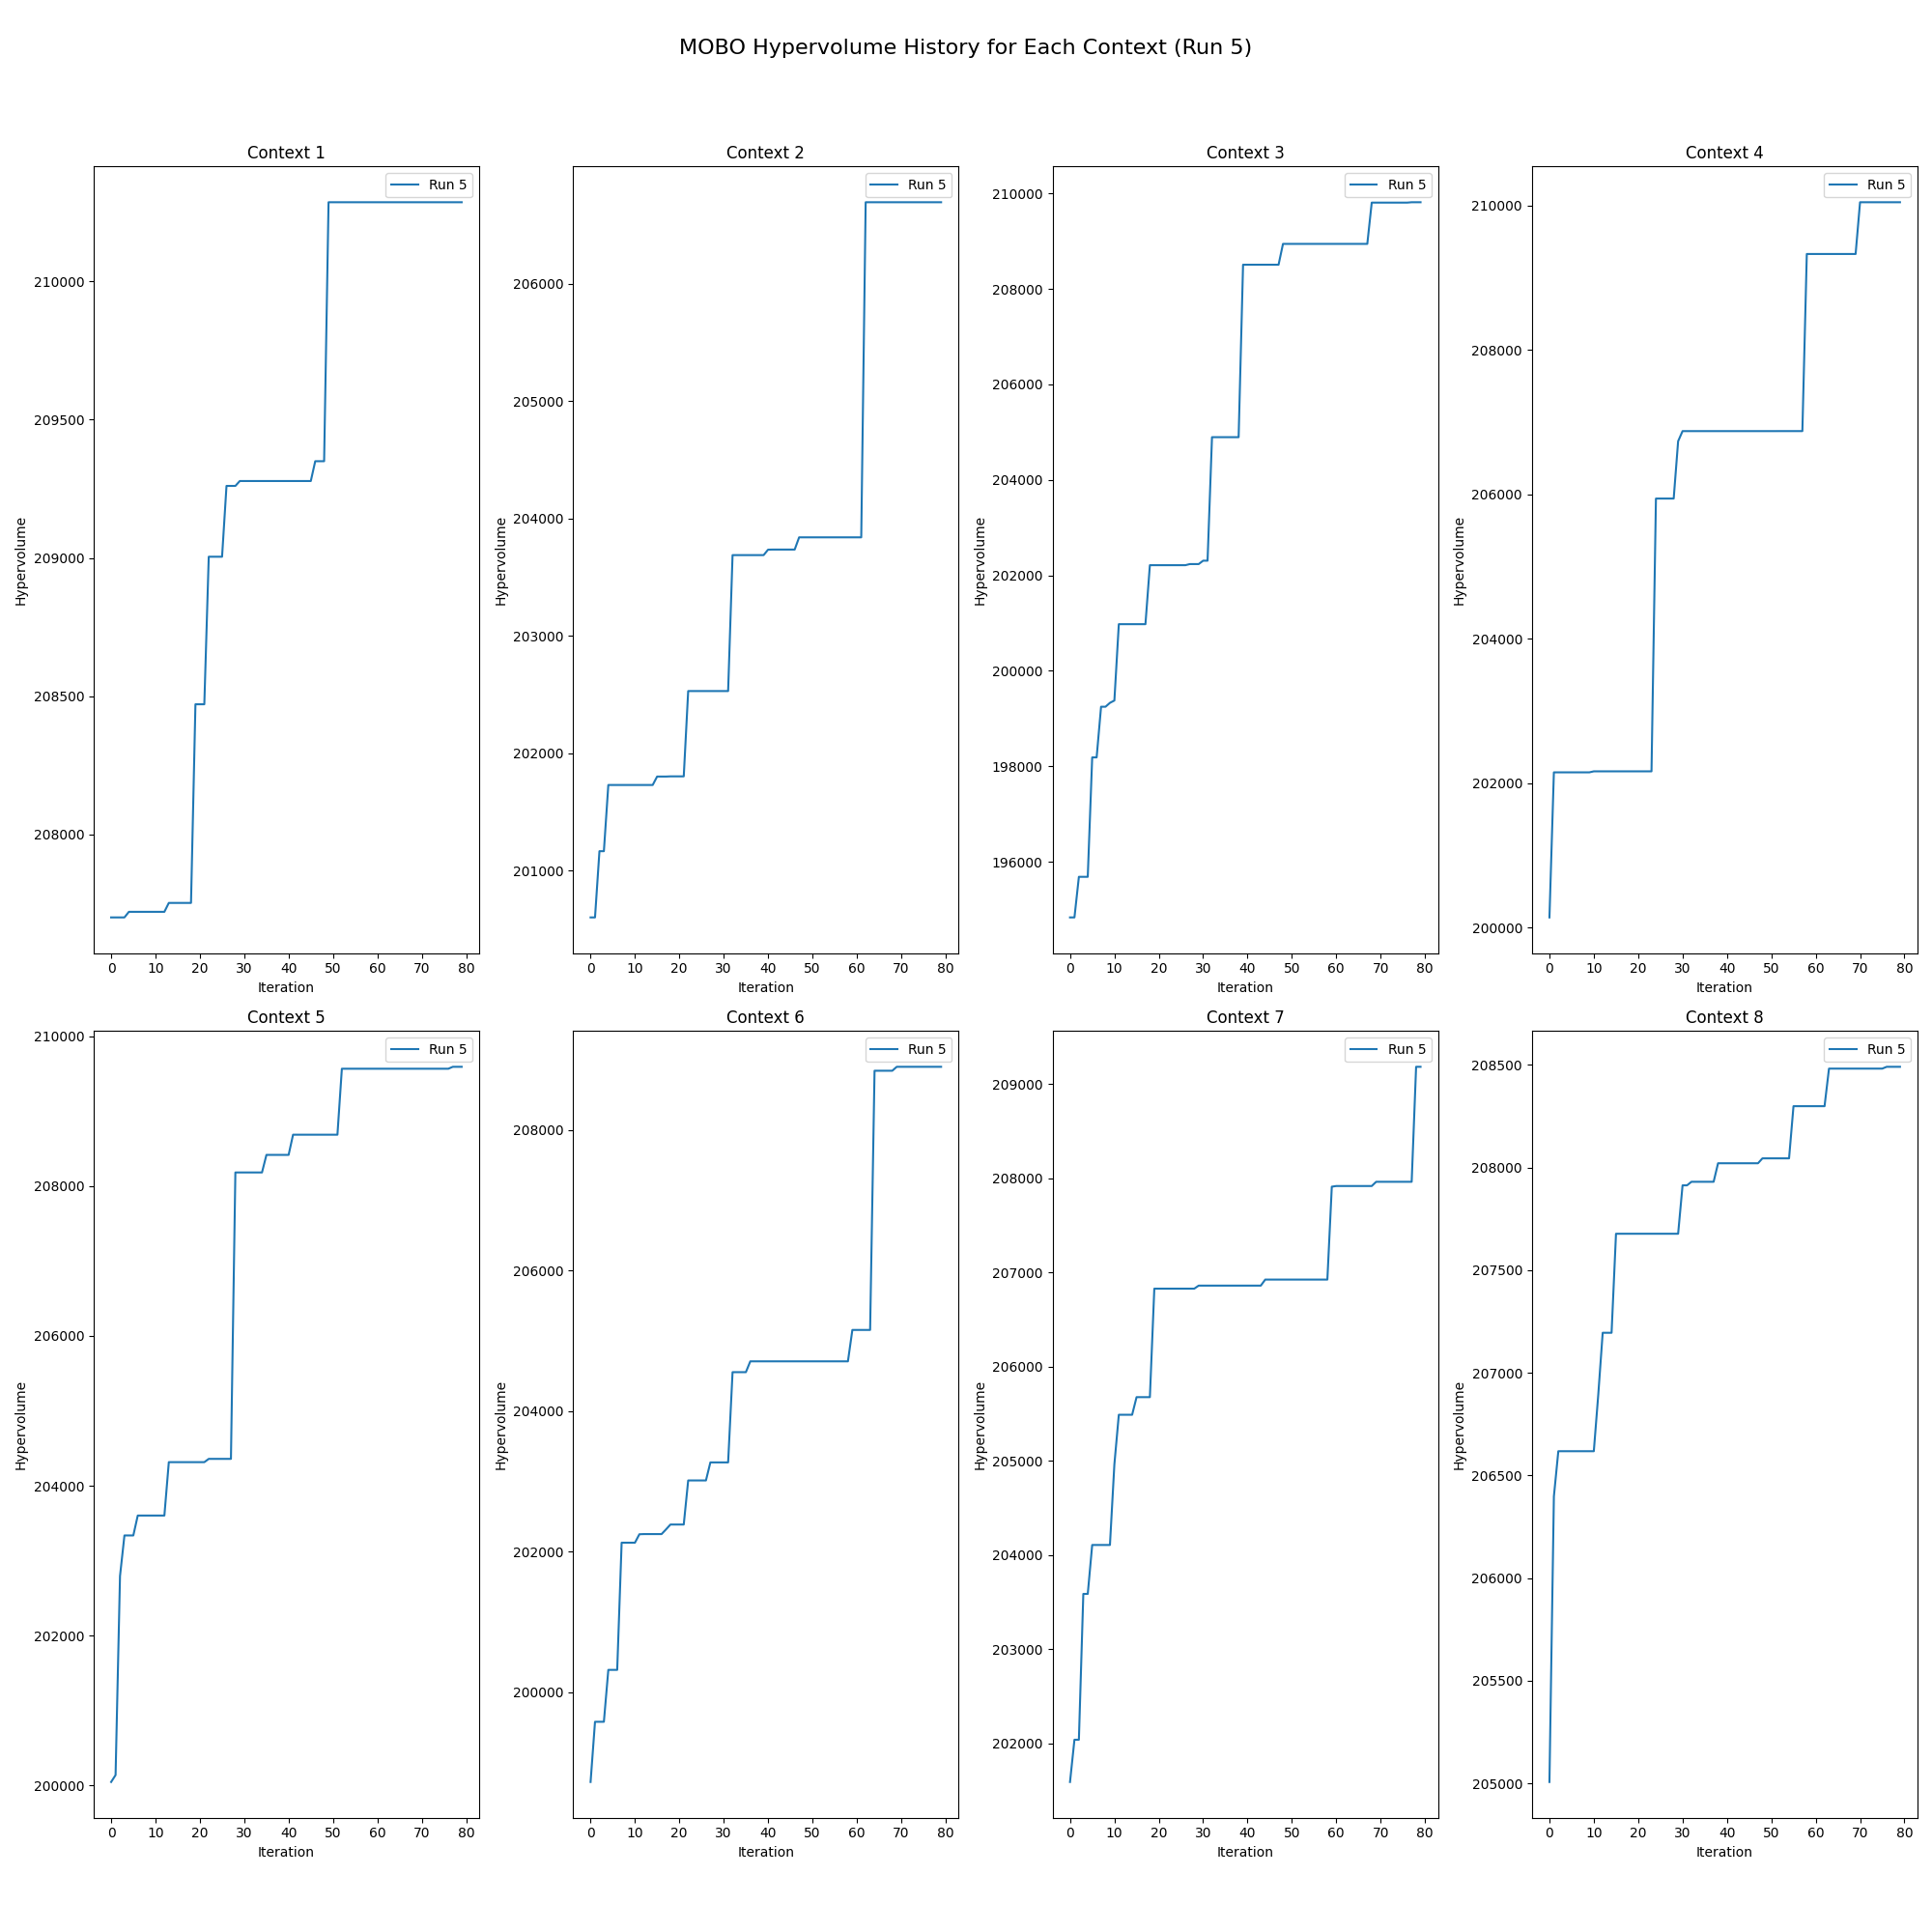 MOBO Hypervolume History for Each Context (Run 5)
Context 1
Run 5
210000
209500
209000
208500
208000
Hypervolume
0 10 20 30 40 50 60 70 80
Iteration
Context 2
Run 5
206000
205000
204000
203000
202000
201000
Hypervolume
0 10 20 30 40 50 60 70 80
Iteration
Context 3
Run 5
210000
208000
206000
204000
202000
200000
198000
196000
Hypervolume
0 10 20 30 40 50 60 70 80
Iteration
Context 4
Run 5
210000
208000
206000
204000
202000
200000
Hypervolume
0 10 20 30 40 50 60 70 80
Iteration
Context 5
Run 5
210000
208000
206000
204000
202000
200000
Hypervolume
0 10 20 30 40 50 60 70 80
Iteration
Context 6
Run 5
208000
206000
204000
202000
200000
Hypervolume
0 10 20 30 40 50 60 70 80
Iteration
Context 7
Run 5
209000
208000
207000
206000
205000
204000
203000
202000
Hypervolume
0 10 20 30 40 50 60 70 80
Iteration
Context 8
Run 5
208500
208000
207500
207000
206500
206000
205500
205000
Hypervolume
0 10 20 30 40 50 60 70 80
Iteration